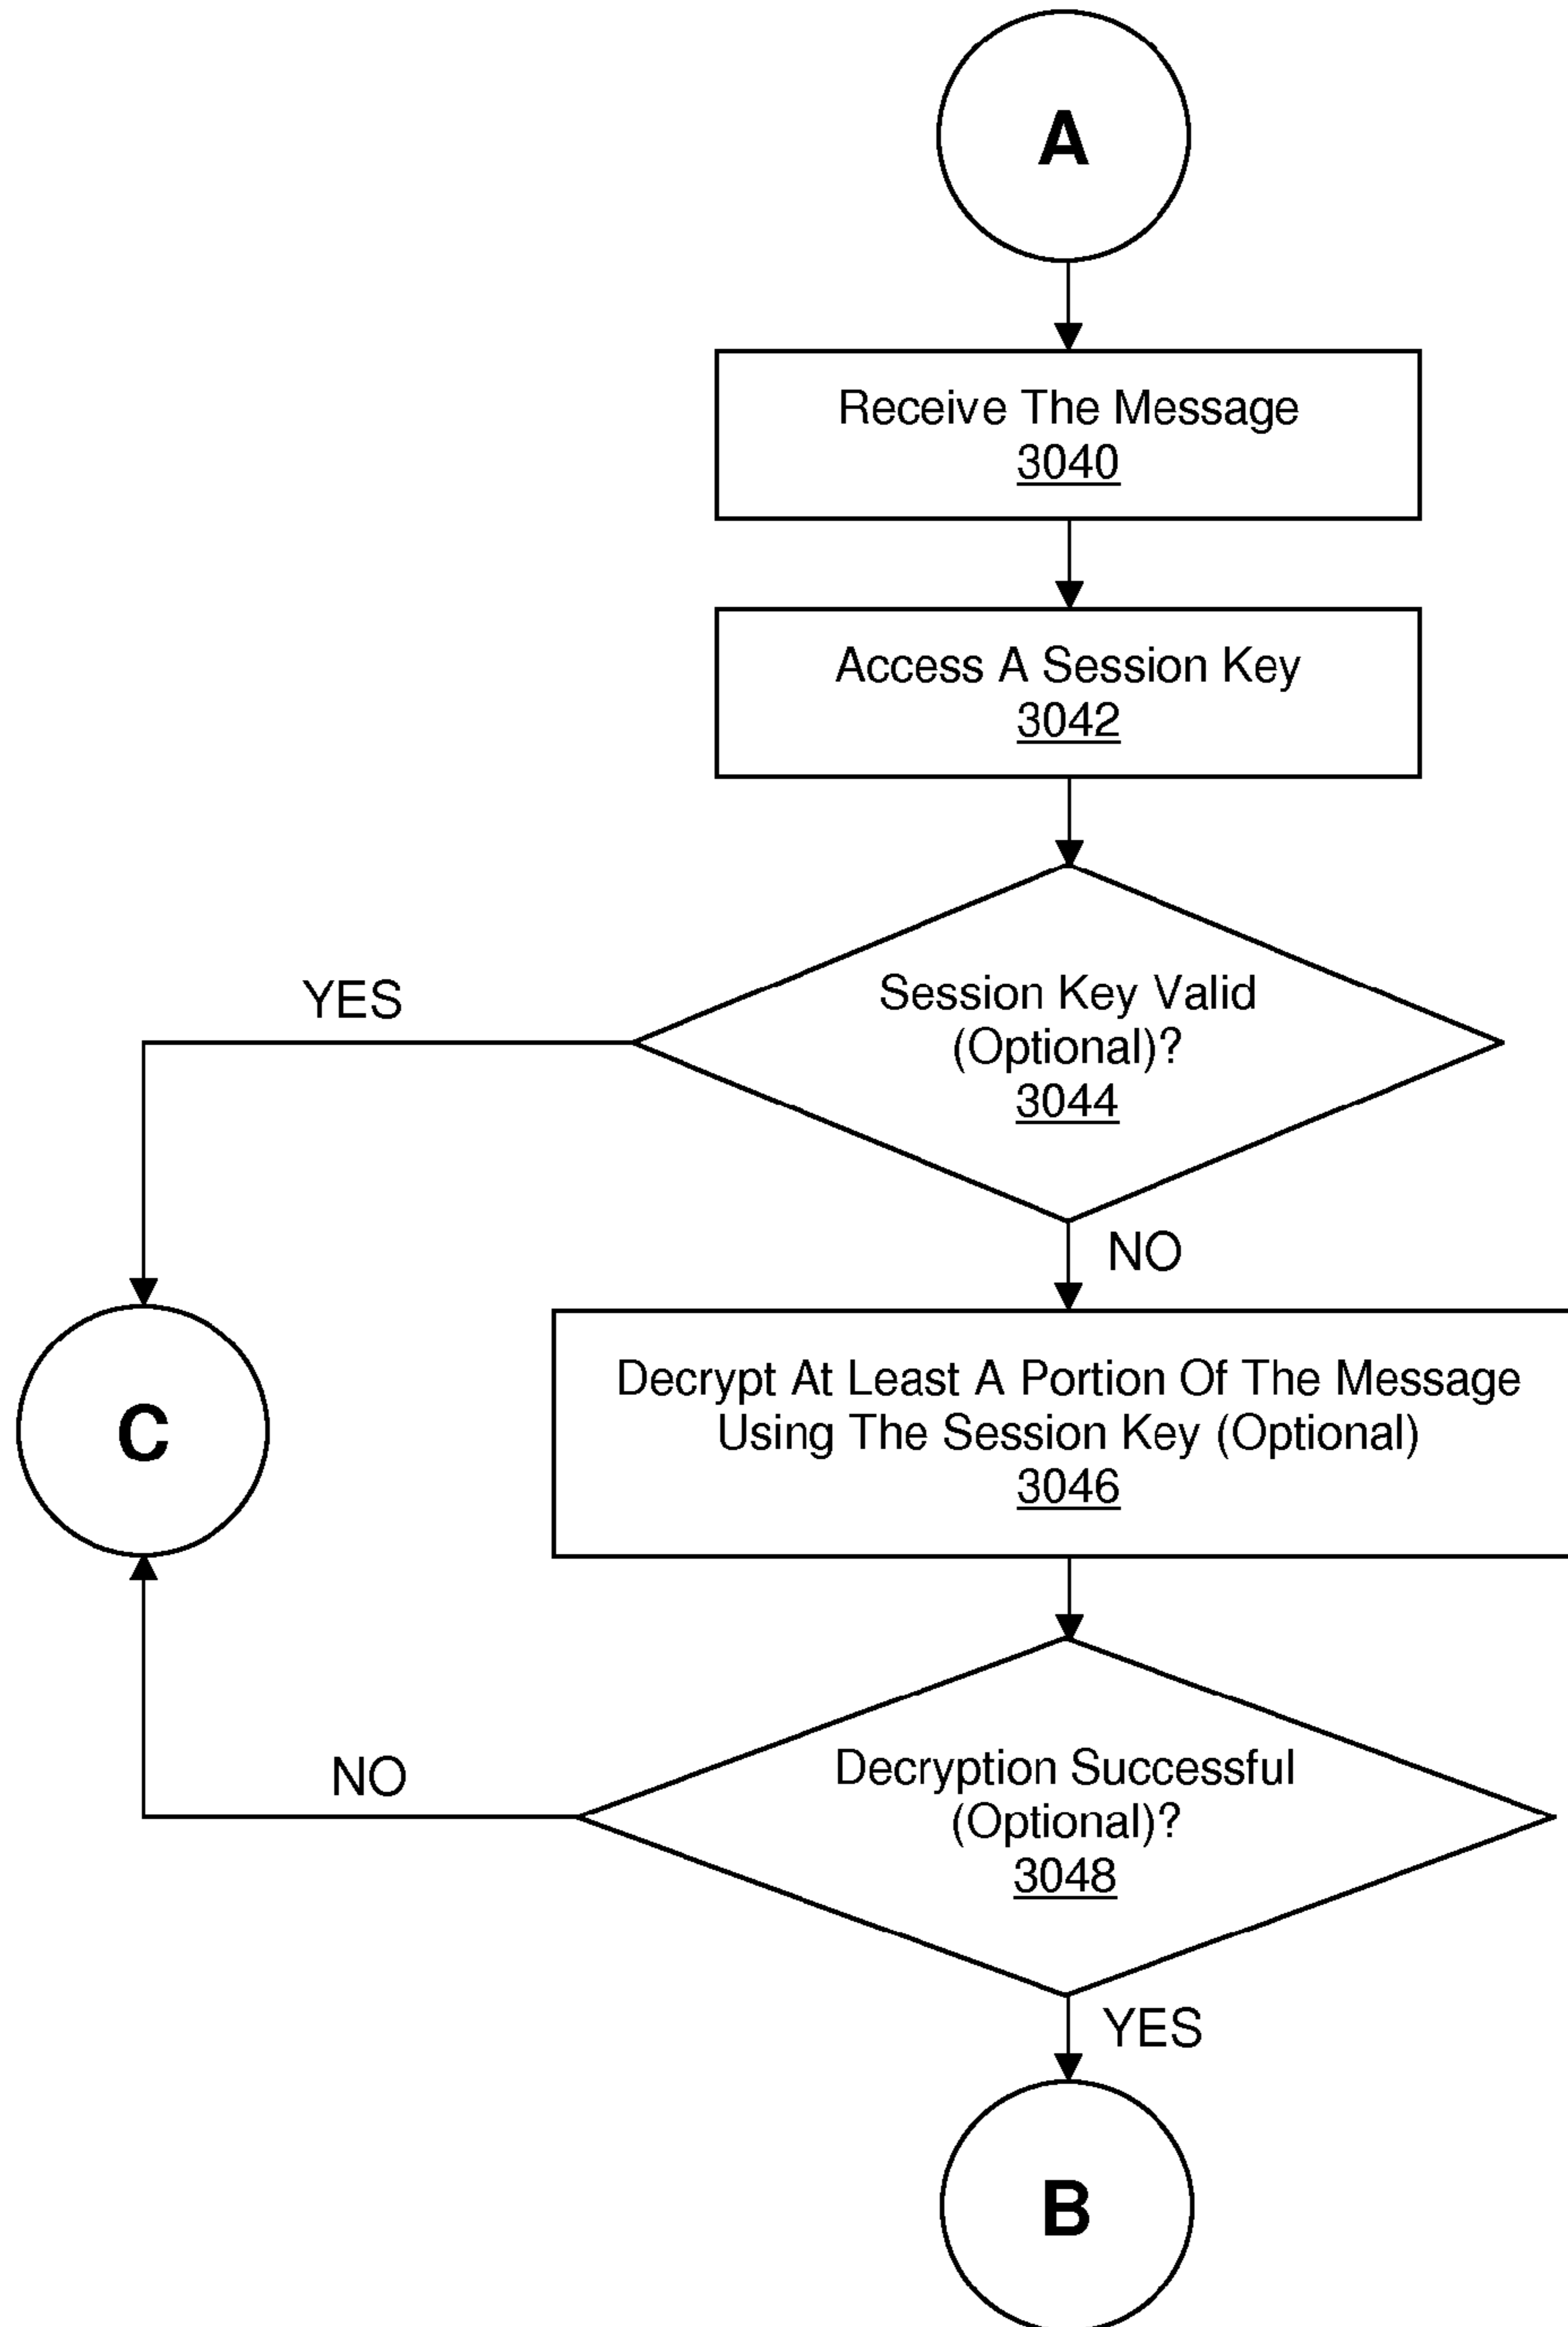 A
Receive The Message
3040
Access A Session Key
3042
YES
Session Key Valid
(Optional)?
3044
NO
Decrypt At Least A Portion Of The Message
Using The Session Key (Optional)
3046
C
NO
Decryption Successful
(Optional)?
3048
YES
B